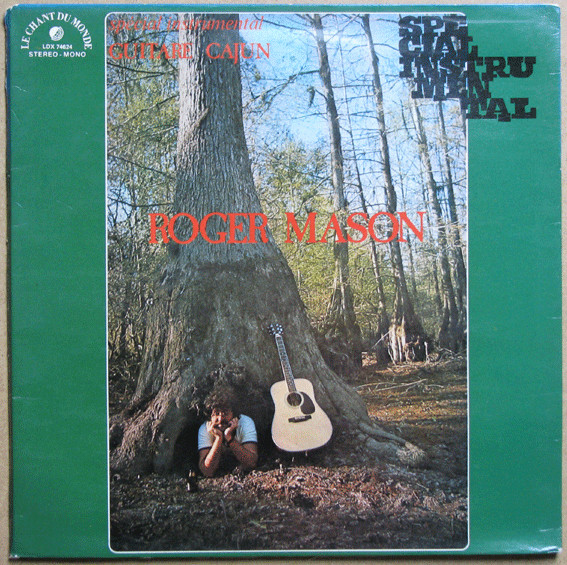 LE CHANT DU MONDE
LDX 74624
STEREO - MONO
special instrumental
GUITARE CAJUN
SPE
CIAL
INSTRU
MEN
TAL
ROGER MASON